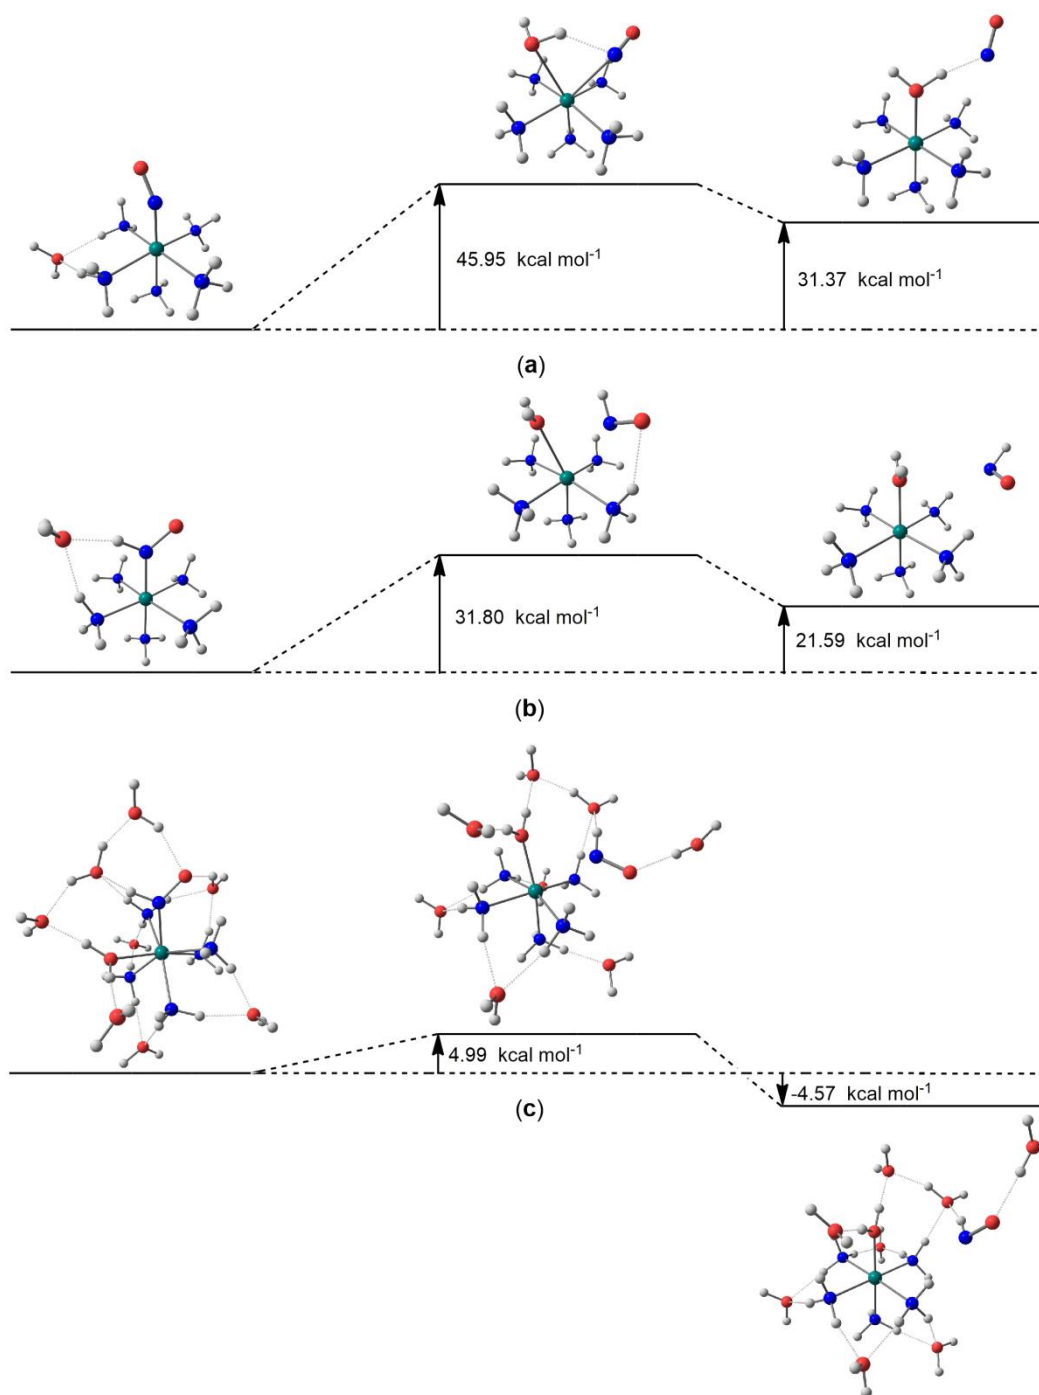 45.95 kcal mol⁻¹
31.37 kcal mol⁻¹
(a)
31.80 kcal mol⁻¹
21.59 kcal mol⁻¹
(b)
4.99 kcal mol⁻¹
-4.57 kcal mol⁻¹
(c)